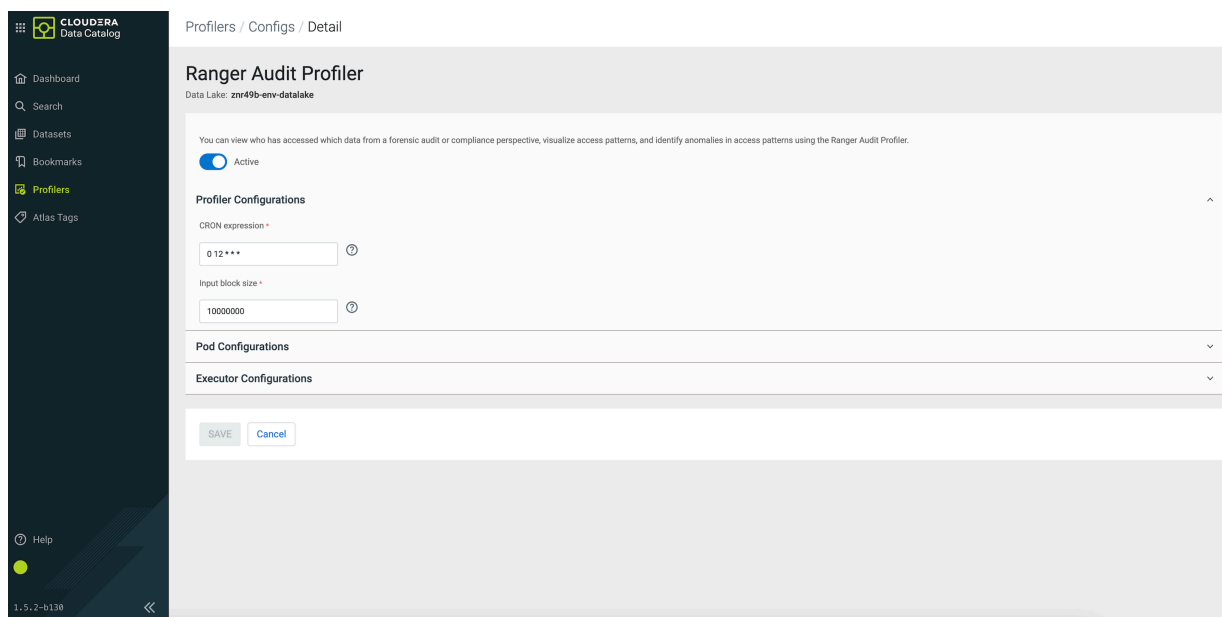 CLOUDERA
Data Catalog
Dashboard
Search
Datasets
Bookmarks
Profilers
Atlas Tags
Help
1.5.2-b130
Profilers / Configs / Detail
Ranger Audit Profiler
Data Lake: znr49b-env-datalake
You can view who has accessed which data from a forensic audit or compliance perspective, visualize access patterns, and identify anomalies in access patterns using the Ranger Audit Profiler.
Active
Profiler Configurations
CRON expression *
0 12 * * *
Input block size *
10000000
Pod Configurations
Executor Configurations
SAVE Cancel